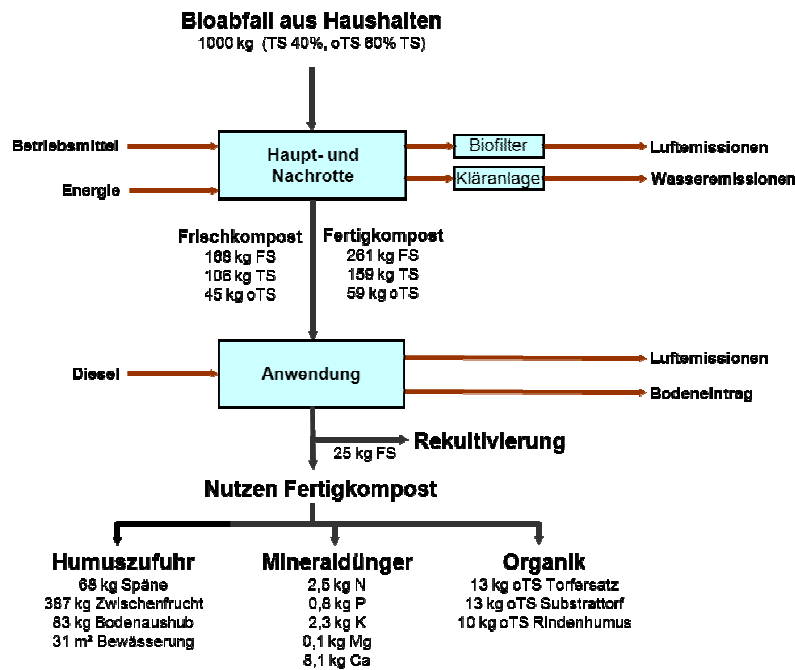 Bioabfall aus Haushalten
1000 kg (TS 40%, oTS 60% TS)
Betriebsmittel
Energie
Haupt- und
Nachrotte
Biofilter
Kläranlage
Luftemissionen
Wasseremissionen
Frischkompost
168 kg FS
106 kg TS
45 kg oTS
Fertigkompost
261 kg FS
159 kg TS
59 kg oTS
Diesel
Anwendung
Luftemissionen
Bodeneintrag
25 kg FS
Rekultivierung
Nutzen Fertigkompost
Humuszufuhr
68 kg Späne
387 kg Zwischenfrucht
83 kg Bodenaushub
31 m² Bewässerung
Mineraldünger
2,5 kg N
0,8 kg P
2,3 kg K
0,1 kg Mg
8,1 kg Ca
Organik
13 kg oTS Torfersatz
13 kg oTS Substrattorf
10 kg oTS Rindenhumus